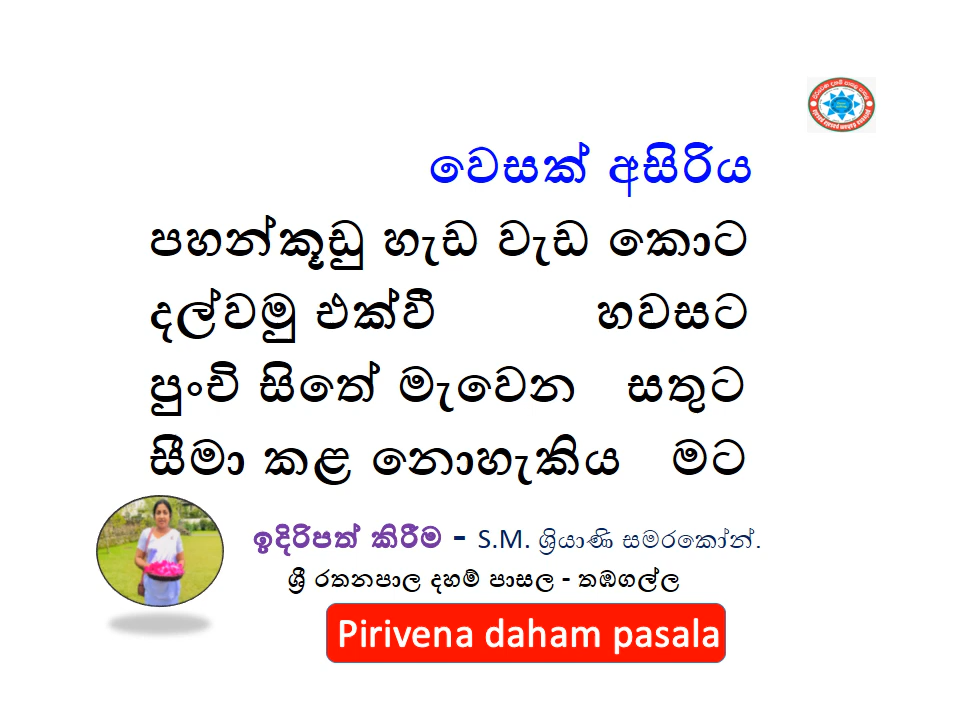 වෙසක් අසිරිය
පහන්කූඩු හැඩ වැඩ කොට
දල්වමු එක්වී හවසට
පුංචි සිතේ මැවෙන සතුට
සීමා කළ නොහැකිය මට
ඉදිරිපත් කිරීම - S.M. ශ්‍රියාණි සමරකෝන්.
ශ්‍රී රතනපාල දහම් පාසල - තඹගල්ල
Pirivena daham pasala